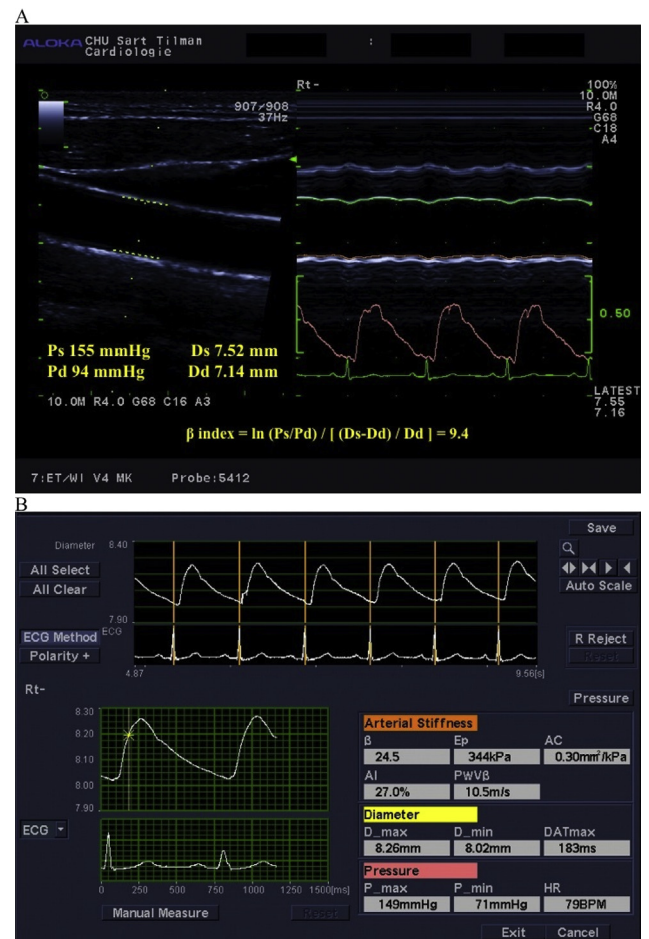 A
ALOKA CHU Sart Tilman
Cardiologie
:
Rt-
100%
10.0M
R4.0
G68
C18
A4
907/908
37Hz
0.50
Ps 155 mmHg Ds 7.52 mm
Pd 94 mmHg Dd 7.14 mm
LATEST
7.55
7.16
10.0M R4.0 G68 C16 A3
β index = ln (Ps/Pd) / [ (Ds-Dd) / Dd ] = 9.4
7:ET/WI V4 MK Probe:5412
B
Save
Diameter 8.40
All Select
All Clear
Auto Scale
7.90
ECG Method ECG
R Reject
Polarity +
Reset
4.87 9.56[s]
Rt-
Pressure
8.30
8.20
8.10
8.00
7.90
Arterial Stiffness
β Ep AC
24.5 344kPa 0.30mm²/kPa
AI PWVβ
27.0% 10.5m/s
Diameter
ECG
D_max D_min DATmax
8.26mm 8.02mm 183ms
Pressure
P_max P_min HR
149mmHg 71mmHg 79BPM
0 250 500 750 1000 1250 1500[ms]
Manual Measure Reset
Exit Cancel